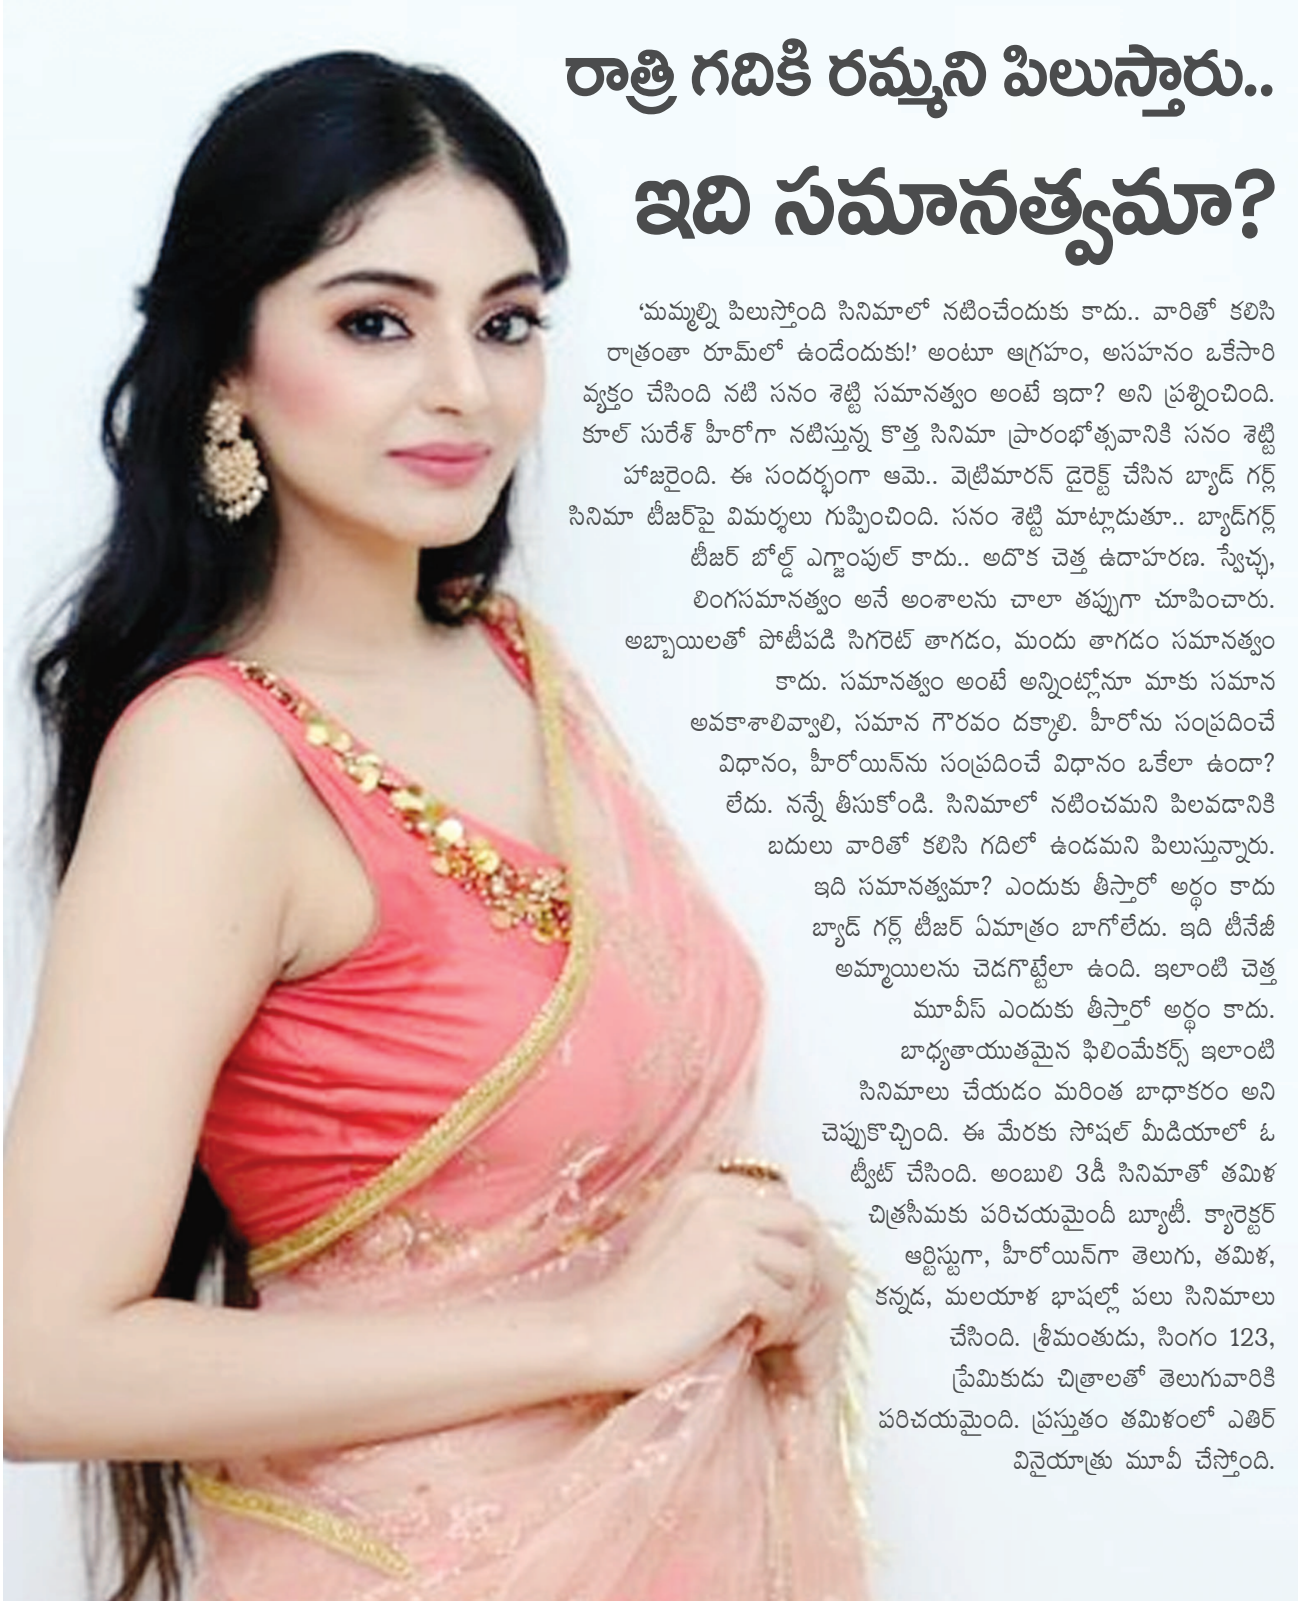 రాత్రి గదికి రమ్మని పిలుస్తారు..
ఇది సమానత్వమా?
‘మమ్మల్ని పిలుస్తోంది సినిమాలో నటించేందుకు కాదు.. వారితో కలిసి
రాత్రంతా రూమ్‌లో ఉండేందుకు!’ అంటూ ఆగ్రహం, అసహనం ఒకేసారి
వ్యక్తం చేసింది నటి సనం శెట్టి సమానత్వం అంటే ఇదా? అని ప్రశ్నించింది.
కూల్ సురేశ్ హీరోగా నటిస్తున్న కొత్త సినిమా ప్రారంభోత్సవానికి సనం శెట్టి
హాజరైంది. ఈ సందర్భంగా ఆమె.. వెట్రిమారన్ డైరెక్ట్ చేసిన బ్యాడ్ గర్ల్
సినిమా టీజర్‌పై విమర్శలు గుప్పించింది. సనం శెట్టి మాట్లాడుతూ.. బ్యాడ్‌గర్ల్
టీజర్ బోల్డ్ ఎగ్జాంపుల్ కాదు.. అదొక చెత్త ఉదాహరణ. స్వేచ్ఛ,
లింగసమానత్వం అనే అంశాలను చాలా తప్పుగా చూపించారు.
అబ్బాయిలతో పోటీపడి సిగరెట్ తాగడం, మందు తాగడం సమానత్వం
కాదు. సమానత్వం అంటే అన్నింట్లోనూ మాకు సమాన
అవకాశాలివ్వాలి, సమాన గౌరవం దక్కాలి. హీరోను సంప్రదించే
విధానం, హీరోయిన్‌ను సంప్రదించే విధానం ఒకేలా ఉందా?
లేదు. నన్నే తీసుకోండి. సినిమాలో నటించమని పిలవడానికి
బదులు వారితో కలిసి గదిలో ఉండమని పిలుస్తున్నారు.
ఇది సమానత్వమా? ఎందుకు తీస్తారో అర్థం కాదు
బ్యాడ్ గర్ల్ టీజర్ ఏమాత్రం బాగోలేదు. ఇది టీనేజీ
అమ్మాయిలను చెడగొట్టేలా ఉంది. ఇలాంటి చెత్త
మూవీస్ ఎందుకు తీస్తారో అర్థం కాదు.
బాధ్యతాయుతమైన ఫిలింమేకర్స్ ఇలాంటి
సినిమాలు చేయడం మరింత బాధాకరం అని
చెప్పుకొచ్చింది. ఈ మేరకు సోషల్ మీడియాలో ఓ
ట్వీట్ చేసింది. అంబులి 3డీ సినిమాతో తమిళ
చిత్రసీమకు పరిచయమైందీ బ్యూటీ. క్యారెక్టర్
ఆర్టిస్టుగా, హీరోయిన్‌గా తెలుగు, తమిళ,
కన్నడ, మలయాళ భాషల్లో పలు సినిమాలు
చేసింది. శ్రీమంతుడు, సింగం 123,
ప్రేమికుడు చిత్రాలతో తెలుగువారికి
పరిచయమైంది. ప్రస్తుతం తమిళంలో ఎతిర్
వినైయాత్రు మూవీ చేస్తోంది.